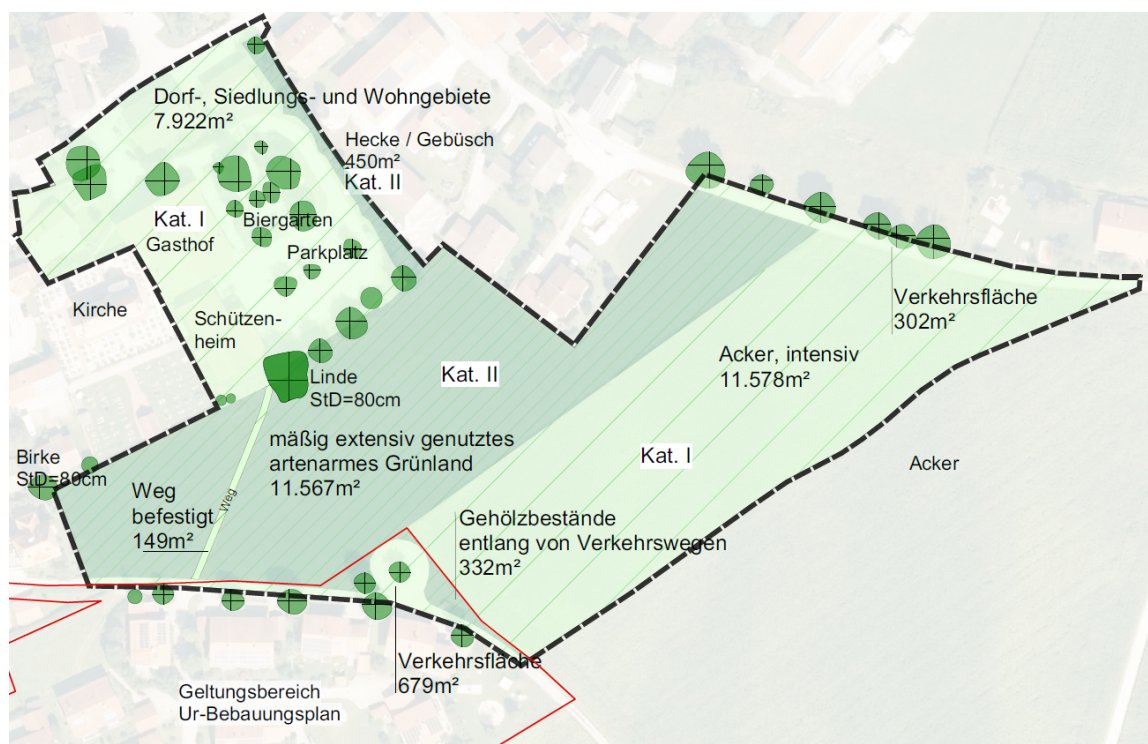 Dorf-, Siedlungs- und Wohngebiete
7.922m²
Hecke / Gebüsch
450m²
Kat. II
Kat. I
Gasthof
Biergarten
Parkplatz
Kirche
Schützen-
heim
Verkehrsfläche
302m²
Acker, intensiv
11.578m²
Kat. II
Linde
StD=80cm
mäßig extensiv genutztes
artenarmes Grünland
11.567m²
Kat. I
Acker
Birke
StD=80cm
Weg
befestigt
149m²
Weg
Gehölzbestände
entlang von Verkehrswegen
332m²
Verkehrsfläche
679m²
Geltungsbereich
Ur-Bebauungsplan